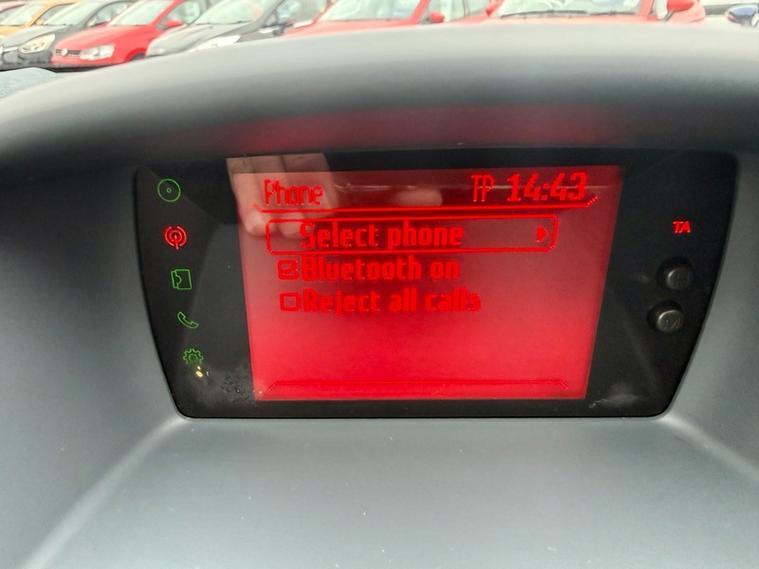 Phone TP 14:43
Select phone
Bluetooth on
Reject all calls
TA